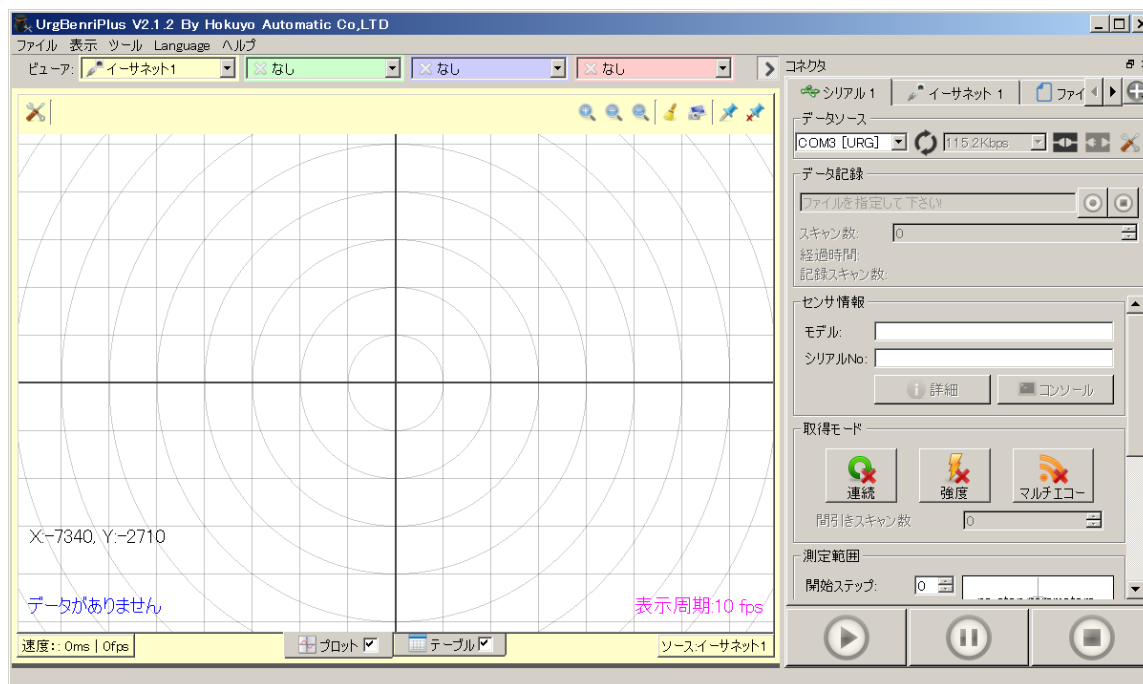 UrgBenriPlus V2.1.2 By Hokuyo Automatic Co,LTD
ファイル 表示 ツール Language ヘルプ
ビューア: イーサネット1 なし なし なし
コネクタ
シリアル 1 イーサネット 1 ファイ
データソース
COM3 [URG] 115.2Kbps
データ記録
ファイルを指定して下さい!
スキャン数: 0
経過時間:
記録スキャン数:
センサ情報
モデル:
シリアルNo:
詳細 コンソール
取得モード
連続 強度 マルチエコー
間引きスキャン数 0
測定範囲
開始ステップ: 0
X:-7340, Y:-2710
データがありません 表示周期:10 fps
速度:: 0ms | 0fps プロット テーブル ソース:イーサネット1